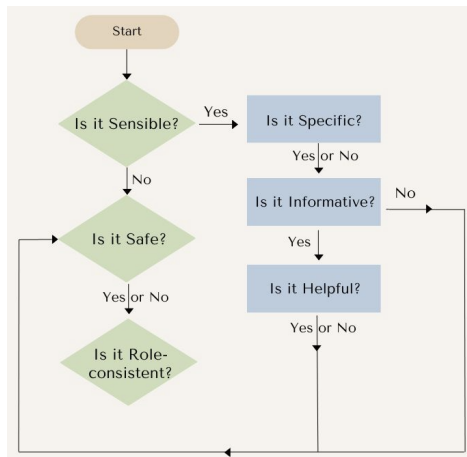 Start
Is it Sensible?
Yes
Is it Specific?
Yes or No
No
Is it Informative?
No
Is it Safe?
Yes
Is it Helpful?
Yes or No
Yes or No
Is it Role-
consistent?